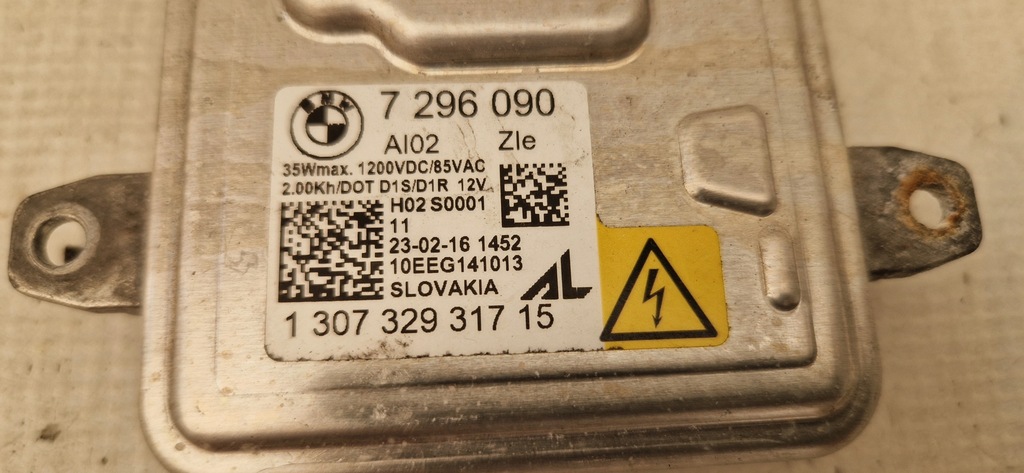 BMW
7 296 090
AI02 Zle
35Wmax. 1200VDC/85VAC
2.00Kh/DOT D1S/D1R 12V
H02 S0001
11
23-02-16 1452
10EEG141013
SLOVAKIA AL
1 307 329 317 15